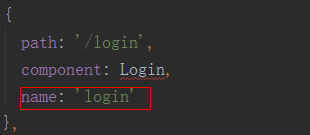 {
path: '/login',
component: Login,
name: 'login'
},